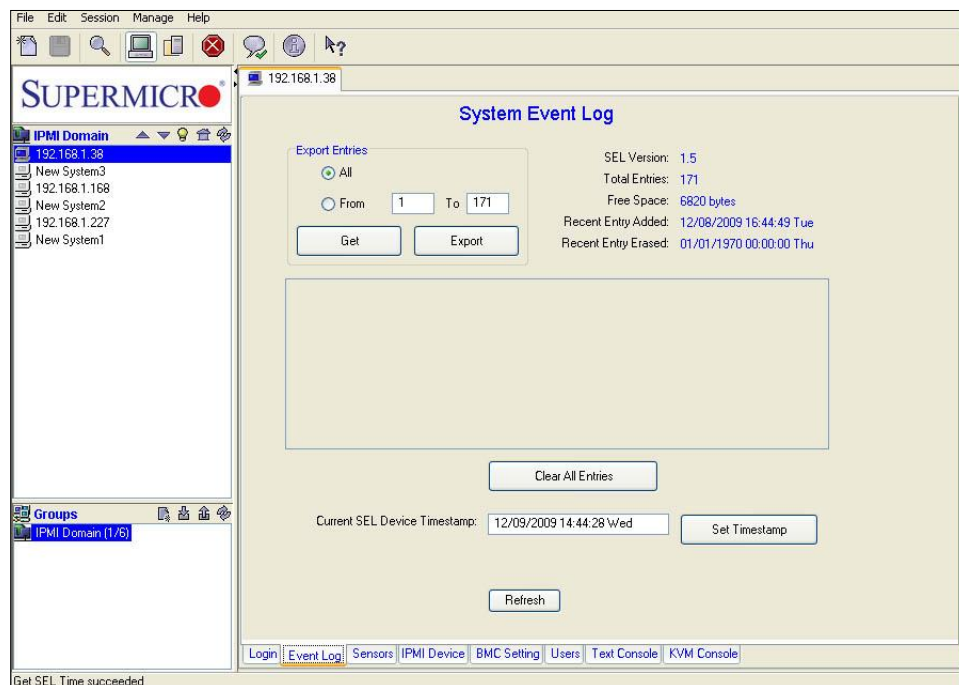 File Edit Session Manage Help
SUPERMICRO
IPMI Domain
192.168.1.38
New System3
192.168.1.168
New System2
192.168.1.227
New System1
Groups
IPMI Domain (1/6)
192.168.1.38
System Event Log
Export Entries
All
From 1 To 171
Get Export
SEL Version: 1.5
Total Entries: 171
Free Space: 6820 bytes
Recent Entry Added: 12/08/2009 16:44:49 Tue
Recent Entry Erased: 01/01/1970 00:00:00 Thu
Clear All Entries
Current SEL Device Timestamp: 12/09/2009 14:44:28 Wed Set Timestamp
Refresh
Login Event Log Sensors IPMI Device BMC Setting Users Text Console KVM Console
Get SEL Time succeeded